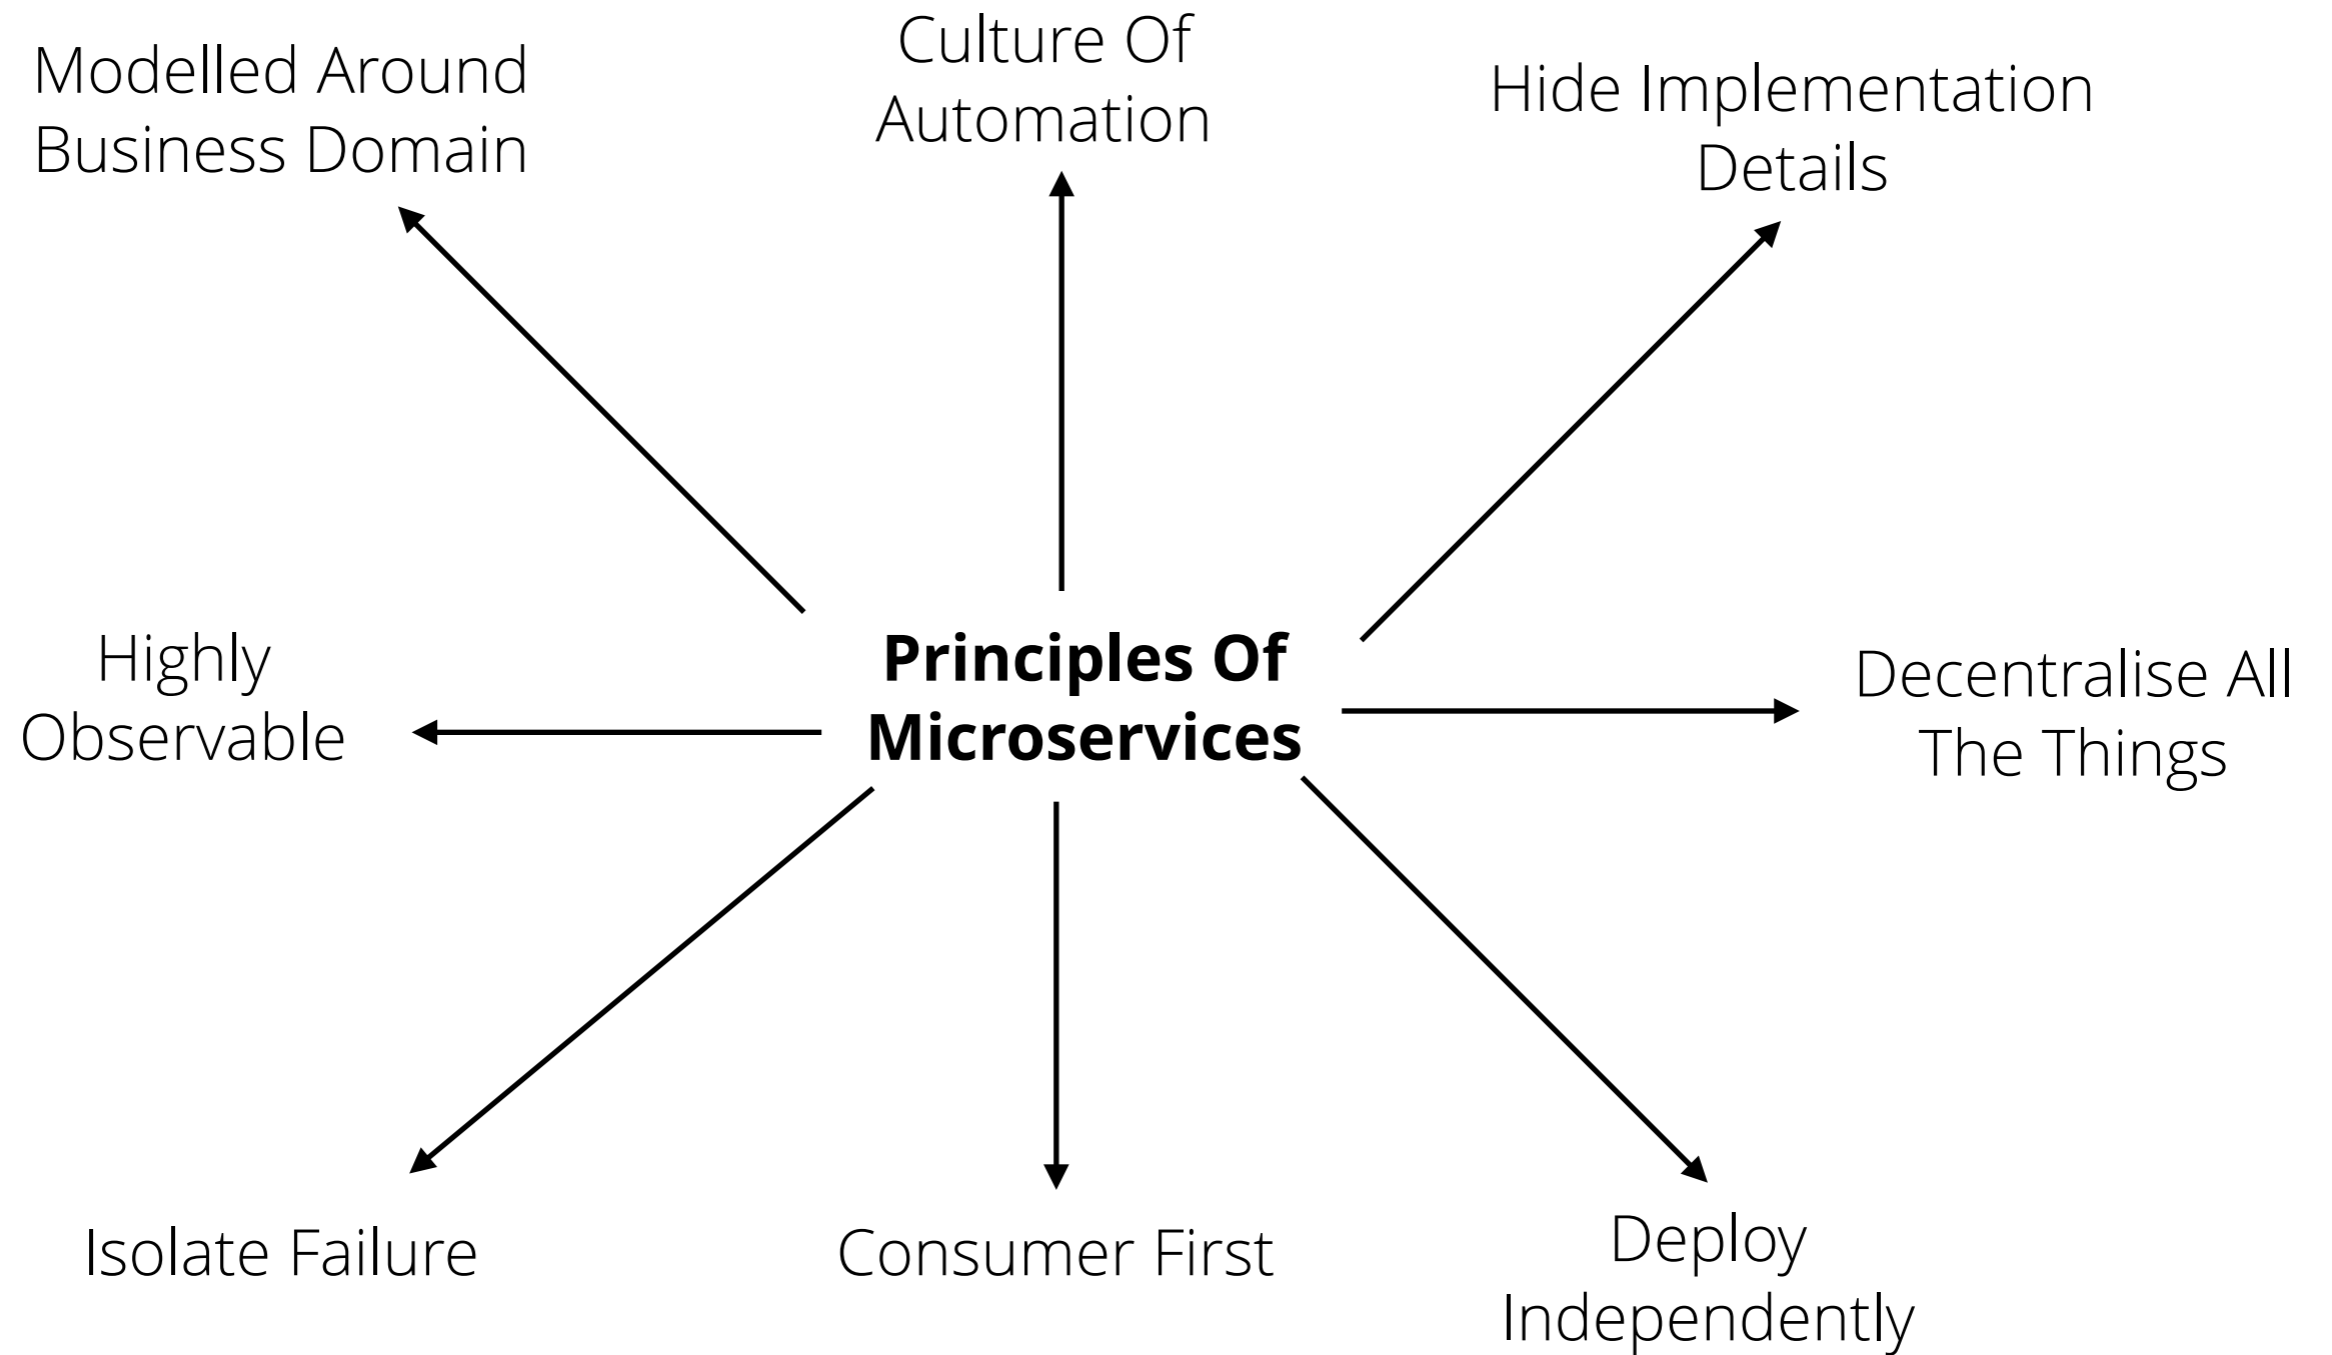 Modelled Around
Business Domain
Culture Of
Automation
Hide Implementation
Details
Highly
Observable
Principles Of
Microservices
Decentralise All
The Things
Isolate Failure
Consumer First
Deploy
Independently